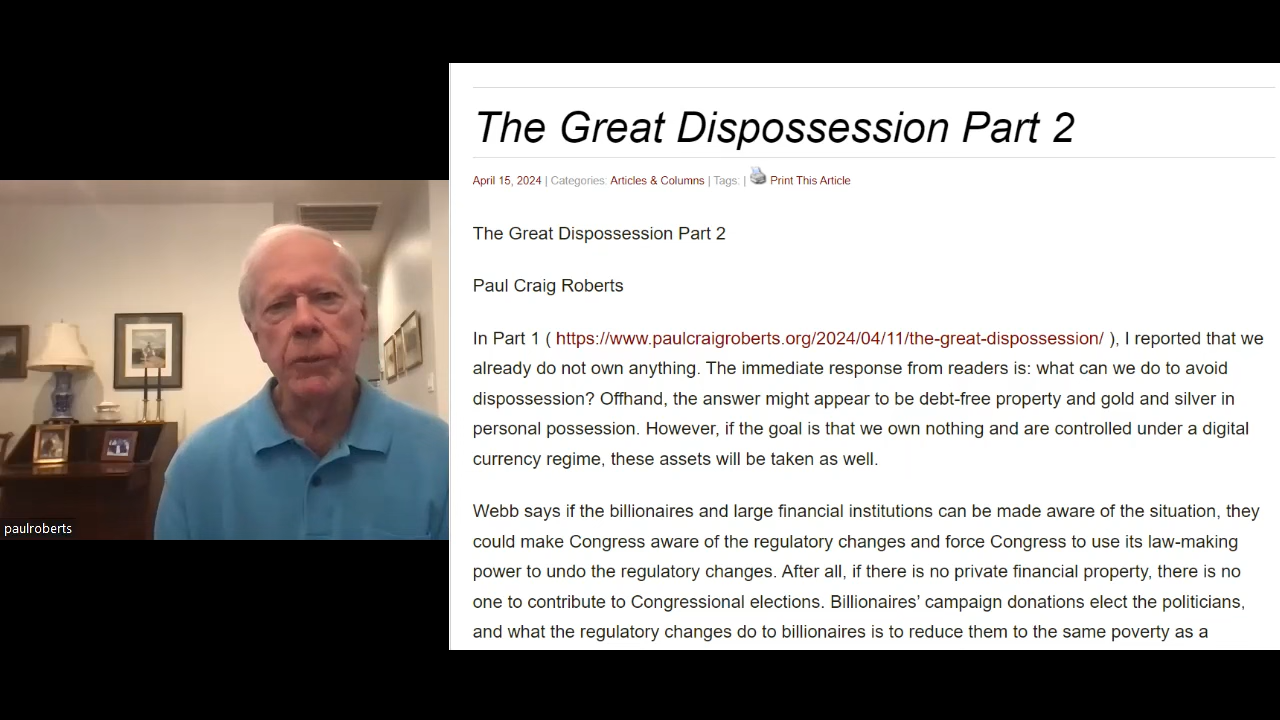 The Great Dispossession Part 2
April 15, 2024 | Categories: Articles & Columns | Tags: | Print This Article
The Great Dispossession Part 2
Paul Craig Roberts
In Part 1 ( https://www.paulcraigroberts.org/2024/04/11/the-great-dispossession/ ), I reported that we
already do not own anything. The immediate response from readers is: what can we do to avoid
dispossession? Offhand, the answer might appear to be debt-free property and gold and silver in
personal possession. However, if the goal is that we own nothing and are controlled under a digital
currency regime, these assets will be taken as well.
Webb says if the billionaires and large financial institutions can be made aware of the situation, they
could make Congress aware of the regulatory changes and force Congress to use its law-making
power to undo the regulatory changes. After all, if there is no private financial property, there is no
one to contribute to Congressional elections. Billionaires’ campaign donations elect the politicians,
and what the regulatory changes do to billionaires is to reduce them to the same poverty as a
paulroberts